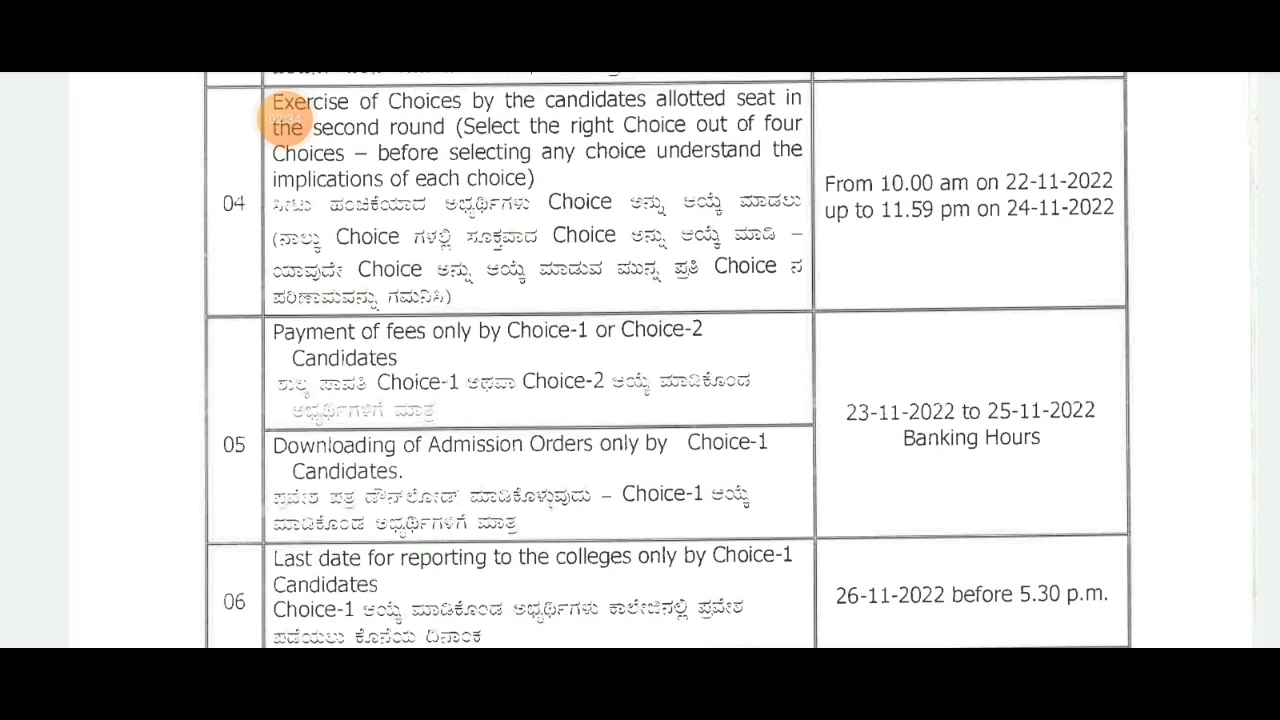 04
Exercise of Choices by the candidates allotted seat in
the second round (Select the right Choice out of four
Choices – before selecting any choice understand the
implications of each choice)
ಸೀಟು ಹಂಚಿಕೆಯಾದ ಅಭ್ಯರ್ಥಿಗಳು Choice ಅನ್ನು ಆಯ್ಕೆ ಮಾಡಲು
(ನಾಲ್ಕು Choice ಗಳಲ್ಲಿ ಸೂಕ್ತವಾದ Choice ಅನ್ನು ಆಯ್ಕೆ ಮಾಡಿ –
ಯಾವುದೇ Choice ಅನ್ನು ಆಯ್ಕೆ ಮಾಡುವ ಮುನ್ನ ಪ್ರತಿ Choice ನ
ಪರಿಣಾಮವನ್ನು ಗಮನಿಸಿ)
From 10.00 am on 22-11-2022
up to 11.59 pm on 24-11-2022
02:34
05
Payment of fees only by Choice-1 or Choice-2
Candidates
ಶುಲ್ಕ ಪಾವತಿ Choice-1 ಅಥವಾ Choice-2 ಆಯ್ಕೆ ಮಾಡಿಕೊಂಡ
ಅಭ್ಯರ್ಥಿಗಳಿಗೆ ಮಾತ್ರ
Downloading of Admission Orders only by Choice-1
Candidates.
ಪ್ರವೇಶ ಪತ್ರ ಡೌನ್‌ಲೋಡ್ ಮಾಡಿಕೊಳ್ಳುವುದು – Choice-1 ಆಯ್ಕೆ
ಮಾಡಿಕೊಂಡ ಅಭ್ಯರ್ಥಿಗಳಿಗೆ ಮಾತ್ರ
23-11-2022 to 25-11-2022
Banking Hours
06
Last date for reporting to the colleges only by Choice-1
Candidates
Choice-1 ಆಯ್ಕೆ ಮಾಡಿಕೊಂಡ ಅಭ್ಯರ್ಥಿಗಳು ಕಾಲೇಜಿನಲ್ಲಿ ಪ್ರವೇಶ
ಪಡೆಯಲು ಕೊನೆಯ ದಿನಾಂಕ
26-11-2022 before 5.30 p.m.